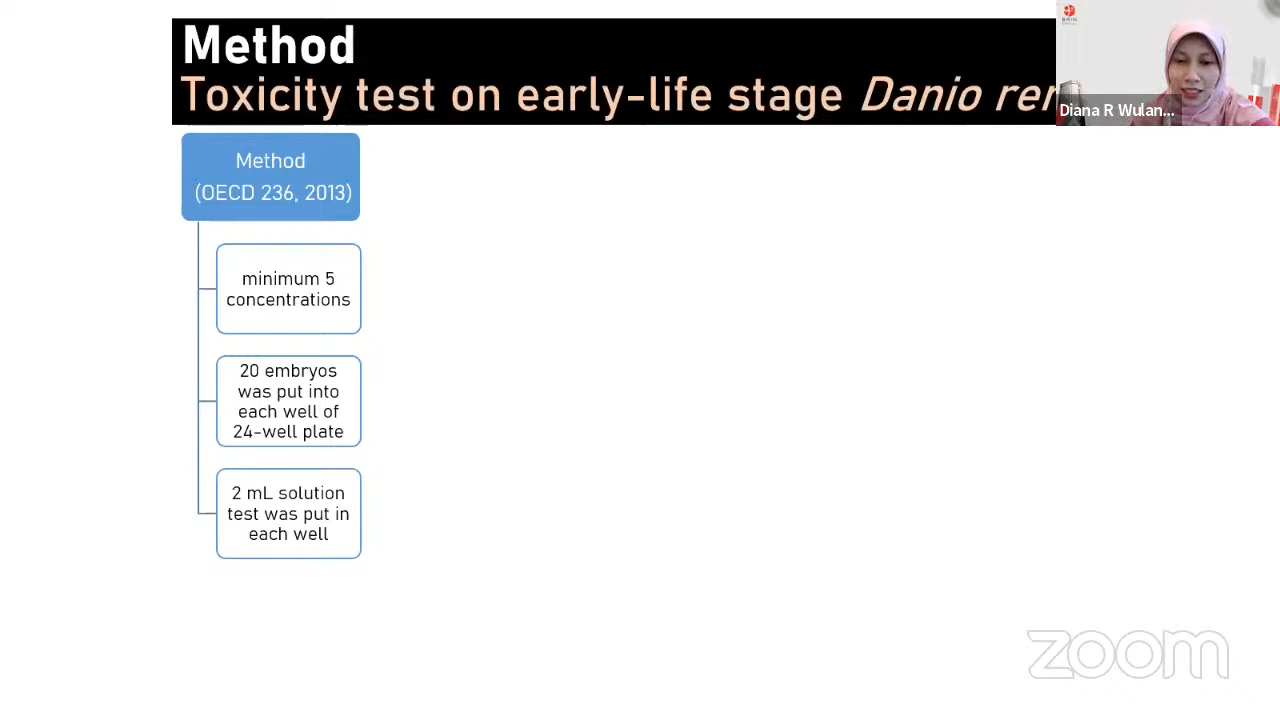 Method
Toxicity test on early-life stage Danio rer
Diana R Wulan...
Method
(OECD 236, 2013)
minimum 5
concentrations
20 embryos
was put into
each well of
24-well plate
2 mL solution
test was put in
each well
zoom